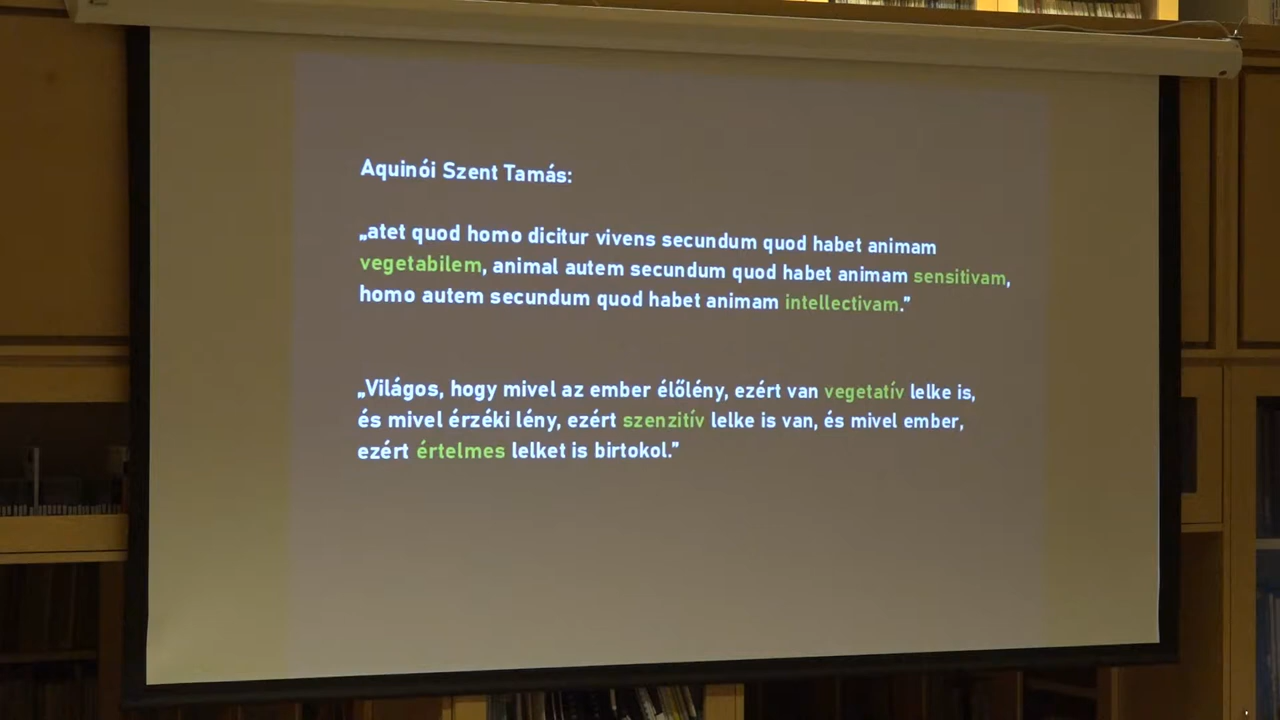 Aquinói Szent Tamás:
„atet quod homo dicitur vivens secundum quod habet animam
vegetabilem, animal autem secundum quod habet animam sensitivam,
homo autem secundum quod habet animam intellectivam.”
„Világos, hogy mivel az ember élőlény, ezért van vegetatív lelke is,
és mivel érzéki lény, ezért szenzitív lelke is van, és mivel ember,
ezért értelmes lelket is birtokol.”